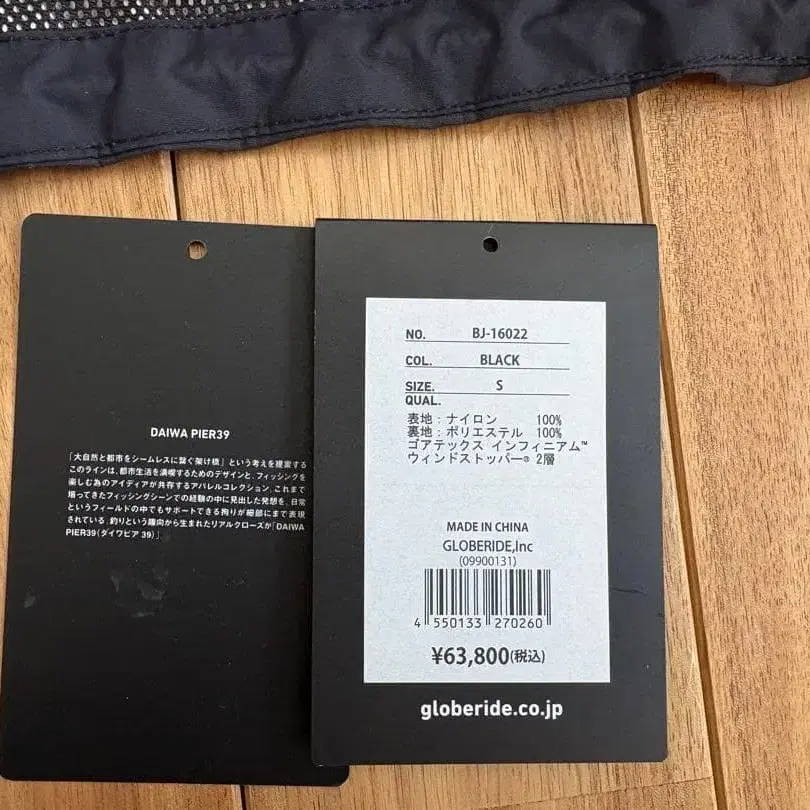 DAIWA PIER39
「大自然と都市をシームレスに繋ぐ架け橋」という考えを提案する
このラインは、都市生活を満喫するためのデザインと、フィッシングを
楽しむ為のアイディアが共存するアパレルコレクション。これまで
培ってきたフィッシングシーンでの経験の中に見出した発想を、日常
というフィールドの中でもサポートできる拘りが細部にまで表現
されている。釣りという趣向から生まれたリアルクローズが「DAIWA
PIER39(ダイワピア 39)」
NO. BJ-16022
COL. BLACK
SIZE. S
QUAL.
表地：ナイロン 100%
裏地：ポリエステル 100%
ゴアテックス インフィニアム™
ウィンドストッパー® 2層
MADE IN CHINA
GLOBERIDE,Inc
(09900131)
4 550133 270260
¥63,800(税込)
globeride.co.jp